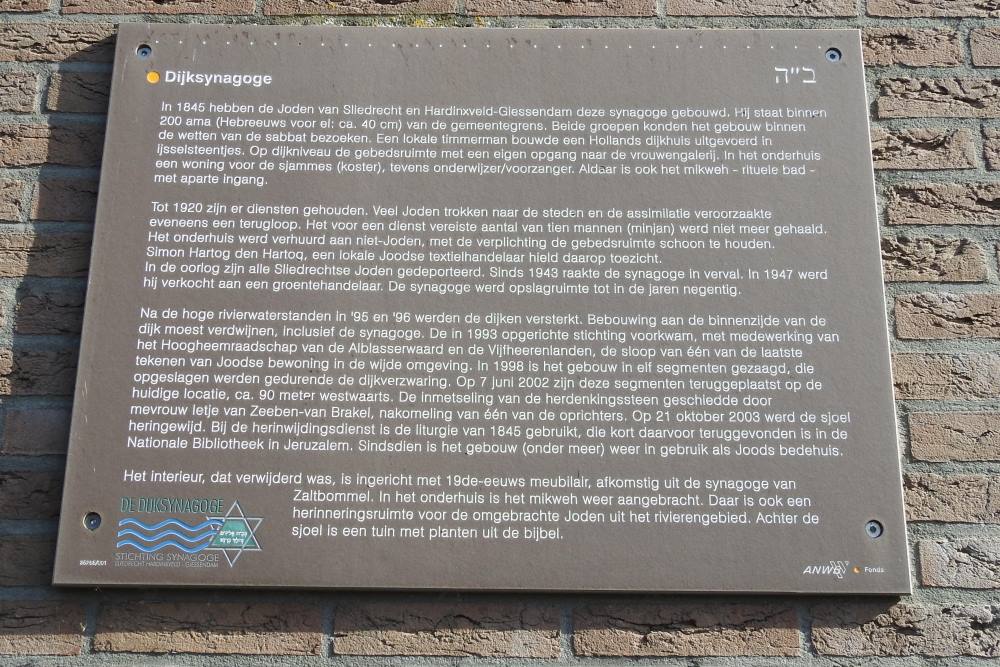 Dijksynagoge
ב״ה
In 1845 hebben de Joden van Sliedrecht en Hardinxveld-Giessendam deze synagoge gebouwd. Hij staat binnen
200 ama (Hebreeuws voor el: ca. 40 cm) van de gemeentegrens. Beide groepen konden het gebouw binnen
de wetten van de sabbat bezoeken. Een lokale timmerman bouwde een Hollands dijkhuis uitgevoerd in
Ijsselsteentjes. Op dijkniveau de gebedsruimte met een eigen opgang naar de vrouwengalerij. In het onderhuis
een woning voor de sjammes (koster), tevens onderwijzer/voorzanger. Aldaar is ook het mikweh - rituele bad -
met aparte ingang.
Tot 1920 zijn er diensten gehouden. Veel Joden trokken naar de steden en de assimilatie veroorzaakte
eveneens een terugloop. Het voor een dienst vereiste aantal van tien mannen (minjan) werd niet meer gehaald.
Het onderhuis werd verhuurd aan niet-Joden, met de verplichting de gebedsruimte schoon te houden.
Simon Hartog den Hartog, een lokale Joodse textielhandelaar hield daarop toezicht.
In de oorlog zijn alle Sliedrechtse Joden gedeporteerd. Sinds 1943 raakte de synagoge in verval. In 1947 werd
hij verkocht aan een groentehandelaar. De synagoge werd opslagruimte tot in de jaren negentig.
Na de hoge rivierwaterstanden in '95 en '96 werden de dijken versterkt. Bebouwing aan de binnenzijde van de
dijk moest verdwijnen, inclusief de synagoge. De in 1993 opgerichte stichting voorkwam, met medewerking van
het Hoogheemraadschap van de Alblasserwaard en de Vijfheerenlanden, de sloop van één van de laatste
tekenen van Joodse bewoning in de wijde omgeving. In 1998 is het gebouw in elf segmenten gezaagd, die
opgeslagen werden gedurende de dijkverzwaring. Op 7 juni 2002 zijn deze segmenten teruggeplaatst op de
huidige locatie, ca. 90 meter westwaarts. De inmetseling van de herdenkingssteen geschiedde door
mevrouw Ietje van Zeeben-van Brakel, nakomeling van één van de oprichters. Op 21 oktober 2003 werd de sjoel
heringewijd. Bij de herinwijdingsdienst is de liturgie van 1845 gebruikt, die kort daarvoor teruggevonden is in de
Nationale Bibliotheek in Jeruzalem. Sindsdien is het gebouw (onder meer) weer in gebruik als Joods bedehuis.
Het interieur, dat verwijderd was, is ingericht met 19de-eeuws meubilair, afkomstig uit de synagoge van
Zaltbommel. In het onderhuis is het mikweh weer aangebracht. Daar is ook een
herinneringsruimte voor de omgebrachte Joden uit het rivierengebied. Achter de
sjoel is een tuin met planten uit de bijbel.
DE DIJKSYNAGOGE
STICHTING SYNAGOGE
SLIEDRECHT HARDINXVELD - GIESSENDAM
ANWB Fonds